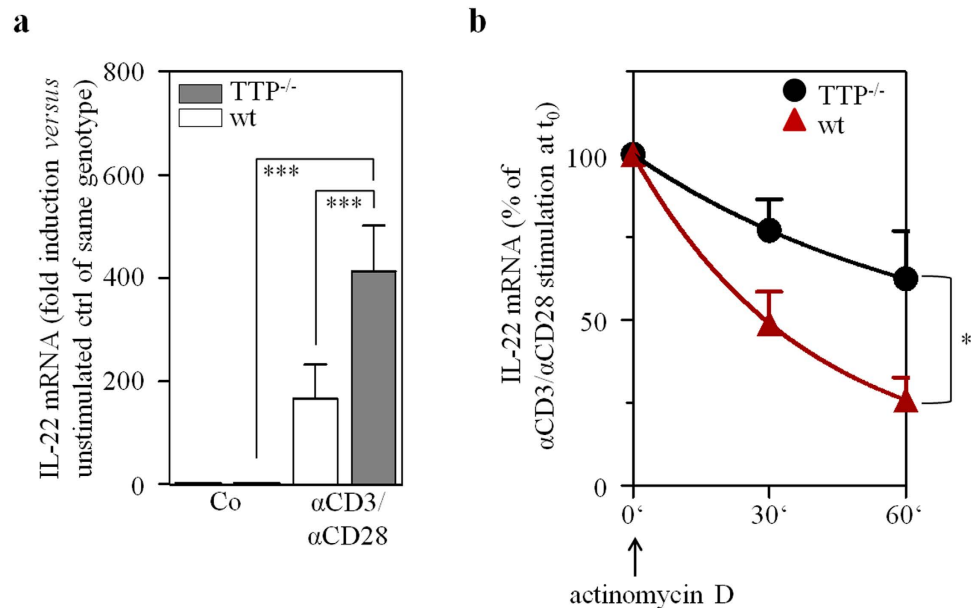 a
IL-22 mRNA (fold induction versus
unstimulated ctrl of same genotype)
800
600
400
200
0
TTP-/-
wt
***
***
Co
αCD3/
αCD28
b
IL-22 mRNA (% of
αCD3/αCD28 stimulation at t0)
100
50
0
TTP-/-
wt
*
0‘
30‘
60‘
actinomycin D